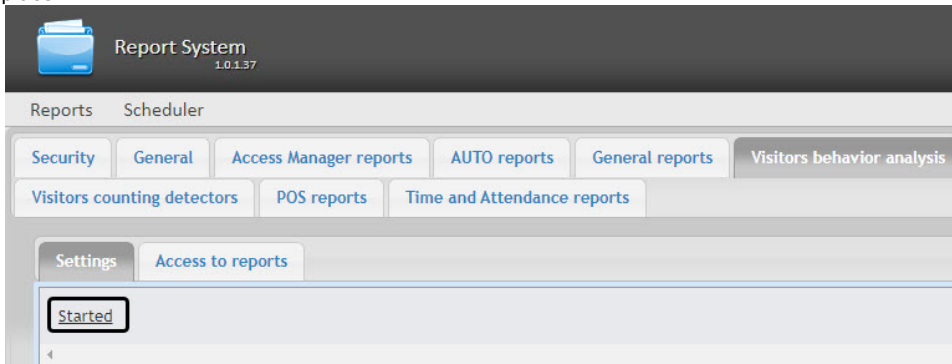 Report System
1.0.1.37
Reports Scheduler
Security General Access Manager reports AUTO reports General reports Visitors behavior analysis
Visitors counting detectors POS reports Time and Attendance reports
Settings Access to reports
Started